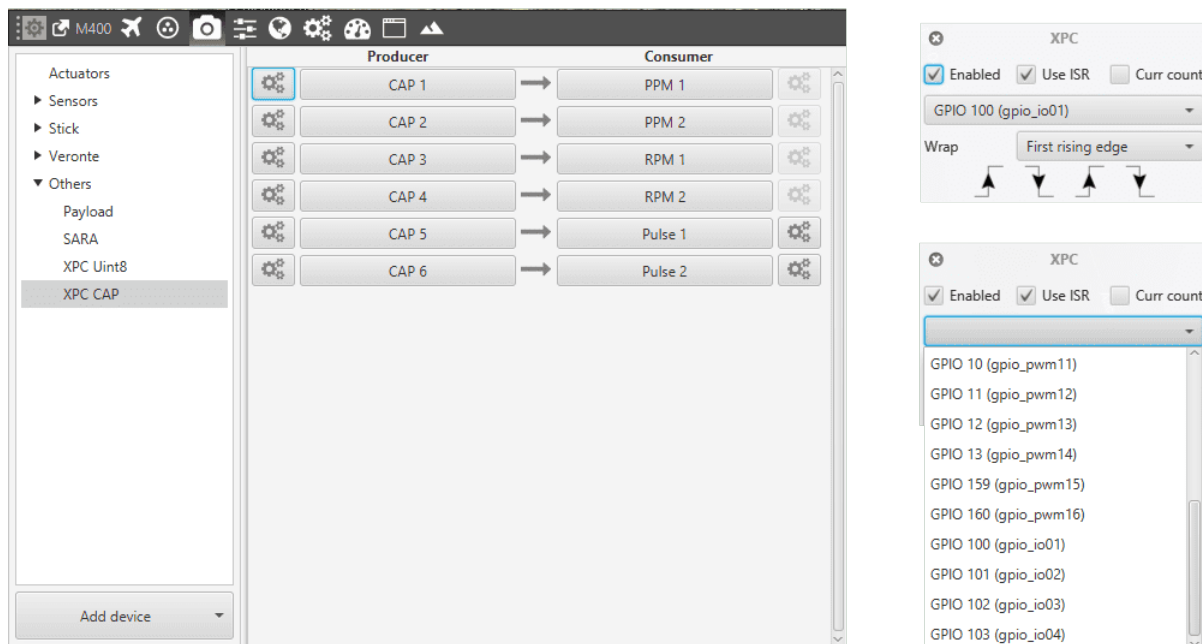 M400
Actuators
Sensors
Stick
Veronte
Others
Payload
SARA
XPC Uint8
XPC CAP
Add device
Producer Consumer
CAP 1 PPM 1
CAP 2 PPM 2
CAP 3 RPM 1
CAP 4 RPM 2
CAP 5 Pulse 1
CAP 6 Pulse 2
XPC
Enabled Use ISR Curr count
GPIO 100 (gpio_io01)
Wrap First rising edge
XPC
Enabled Use ISR Curr count
GPIO 10 (gpio_pwm11)
GPIO 11 (gpio_pwm12)
GPIO 12 (gpio_pwm13)
GPIO 13 (gpio_pwm14)
GPIO 159 (gpio_pwm15)
GPIO 160 (gpio_pwm16)
GPIO 100 (gpio_io01)
GPIO 101 (gpio_io02)
GPIO 102 (gpio_io03)
GPIO 103 (gpio_io04)